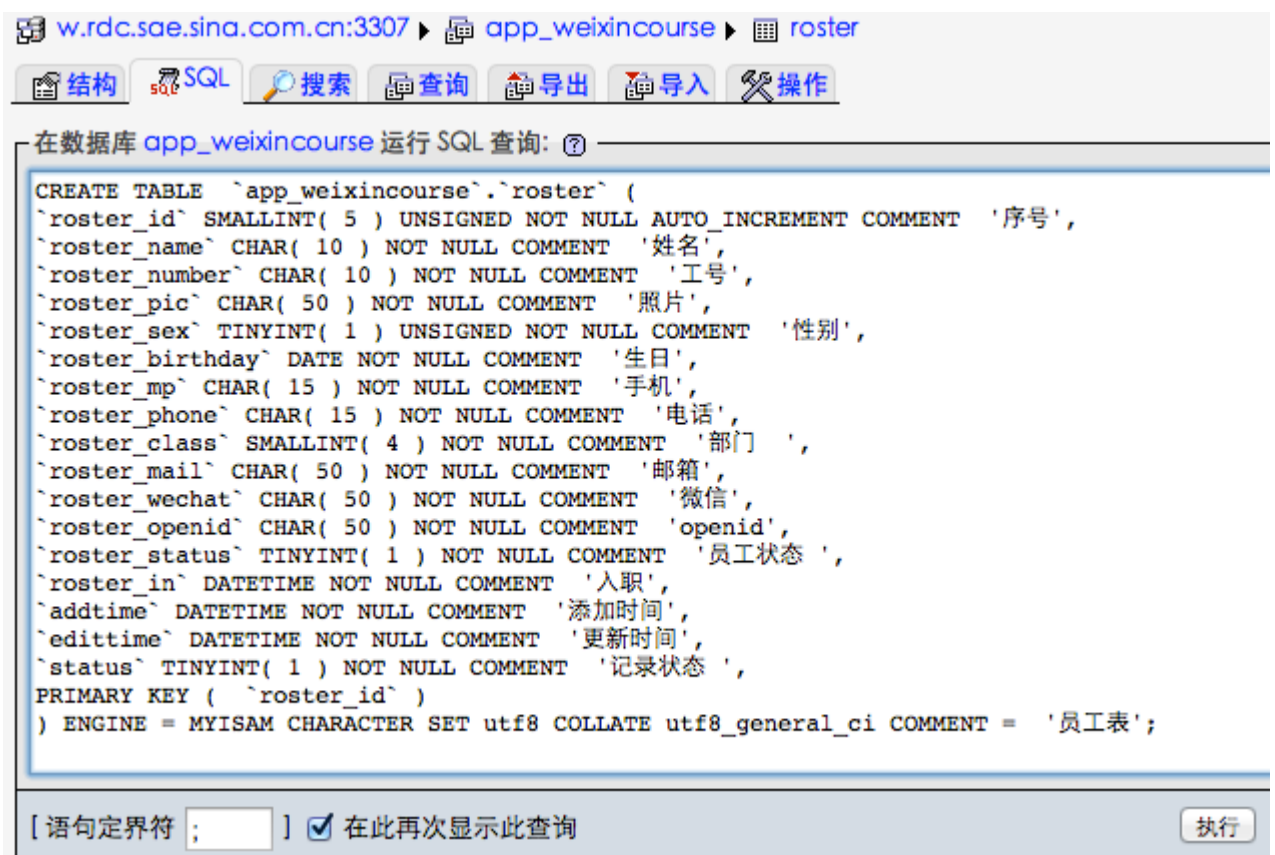 w.rdc.sae.sina.com.cn:3307 ▸ app_weixincourse ▸ roster
结构 SQL 搜索 查询 导出 导入 操作
在数据库 app_weixincourse 运行 SQL 查询:
CREATE TABLE  `app_weixincourse`.`roster` (
`roster_id` SMALLINT( 5 ) UNSIGNED NOT NULL AUTO_INCREMENT COMMENT  '序号',
`roster_name` CHAR( 10 ) NOT NULL COMMENT  '姓名',
`roster_number` CHAR( 10 ) NOT NULL COMMENT  '工号',
`roster_pic` CHAR( 50 ) NOT NULL COMMENT  '照片',
`roster_sex` TINYINT( 1 ) UNSIGNED NOT NULL COMMENT  '性别',
`roster_birthday` DATE NOT NULL COMMENT  '生日',
`roster_mp` CHAR( 15 ) NOT NULL COMMENT  '手机',
`roster_phone` CHAR( 15 ) NOT NULL COMMENT  '电话',
`roster_class` SMALLINT( 4 ) NOT NULL COMMENT  '部门  ',
`roster_mail` CHAR( 50 ) NOT NULL COMMENT  '邮箱',
`roster_wechat` CHAR( 50 ) NOT NULL COMMENT  '微信',
`roster_openid` CHAR( 50 ) NOT NULL COMMENT  'openid',
`roster_status` TINYINT( 1 ) NOT NULL COMMENT  '员工状态 ',
`roster_in` DATETIME NOT NULL COMMENT  '入职',
`addtime` DATETIME NOT NULL COMMENT  '添加时间',
`edittime` DATETIME NOT NULL COMMENT  '更新时间',
`status` TINYINT( 1 ) NOT NULL COMMENT  '记录状态 ',
PRIMARY KEY (  `roster_id` )
) ENGINE = MYISAM CHARACTER SET utf8 COLLATE utf8_general_ci COMMENT =  '员工表';
[ 语句定界符 ; ] 在此再次显示此查询 执行